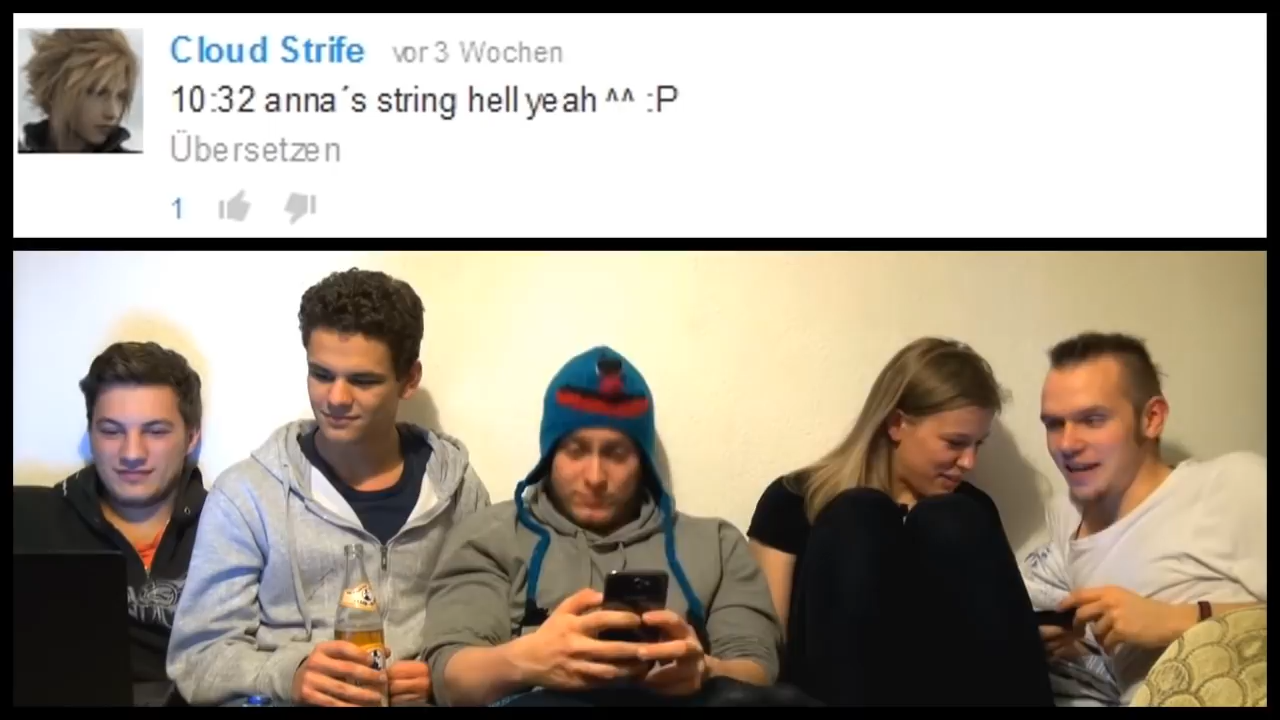 Cloud Strife vor 3 Wochen
10:32 anna´s string hell yeah ^^ :P
Übersetzen
1